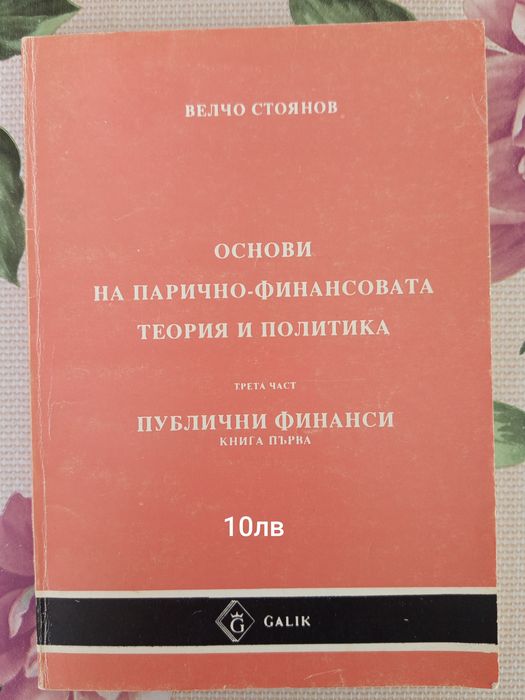 ВЕЛЧО СТОЯНОВ
ОСНОВИ
НА ПАРИЧНО-ФИНАНСОВАТА
ТЕОРИЯ И ПОЛИТИКА
ТРЕТА ЧАСТ
ПУБЛИЧНИ ФИНАНСИ
КНИГА ПЪРВА
10лв
G GALIK